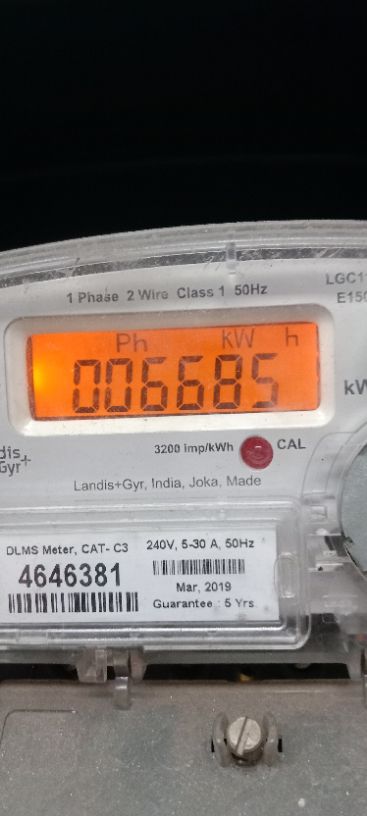 1 Phase 2 Wire Class 1 50Hz
Ph kW h
006685
3200 imp/kWh CAL
Gyr+
Landis+Gyr, India, Joka, Made
DLMS Meter, CAT- C3
4646381
240V, 5-30 A, 50Hz
Mar, 2019
Guarantee : 5 Yrs